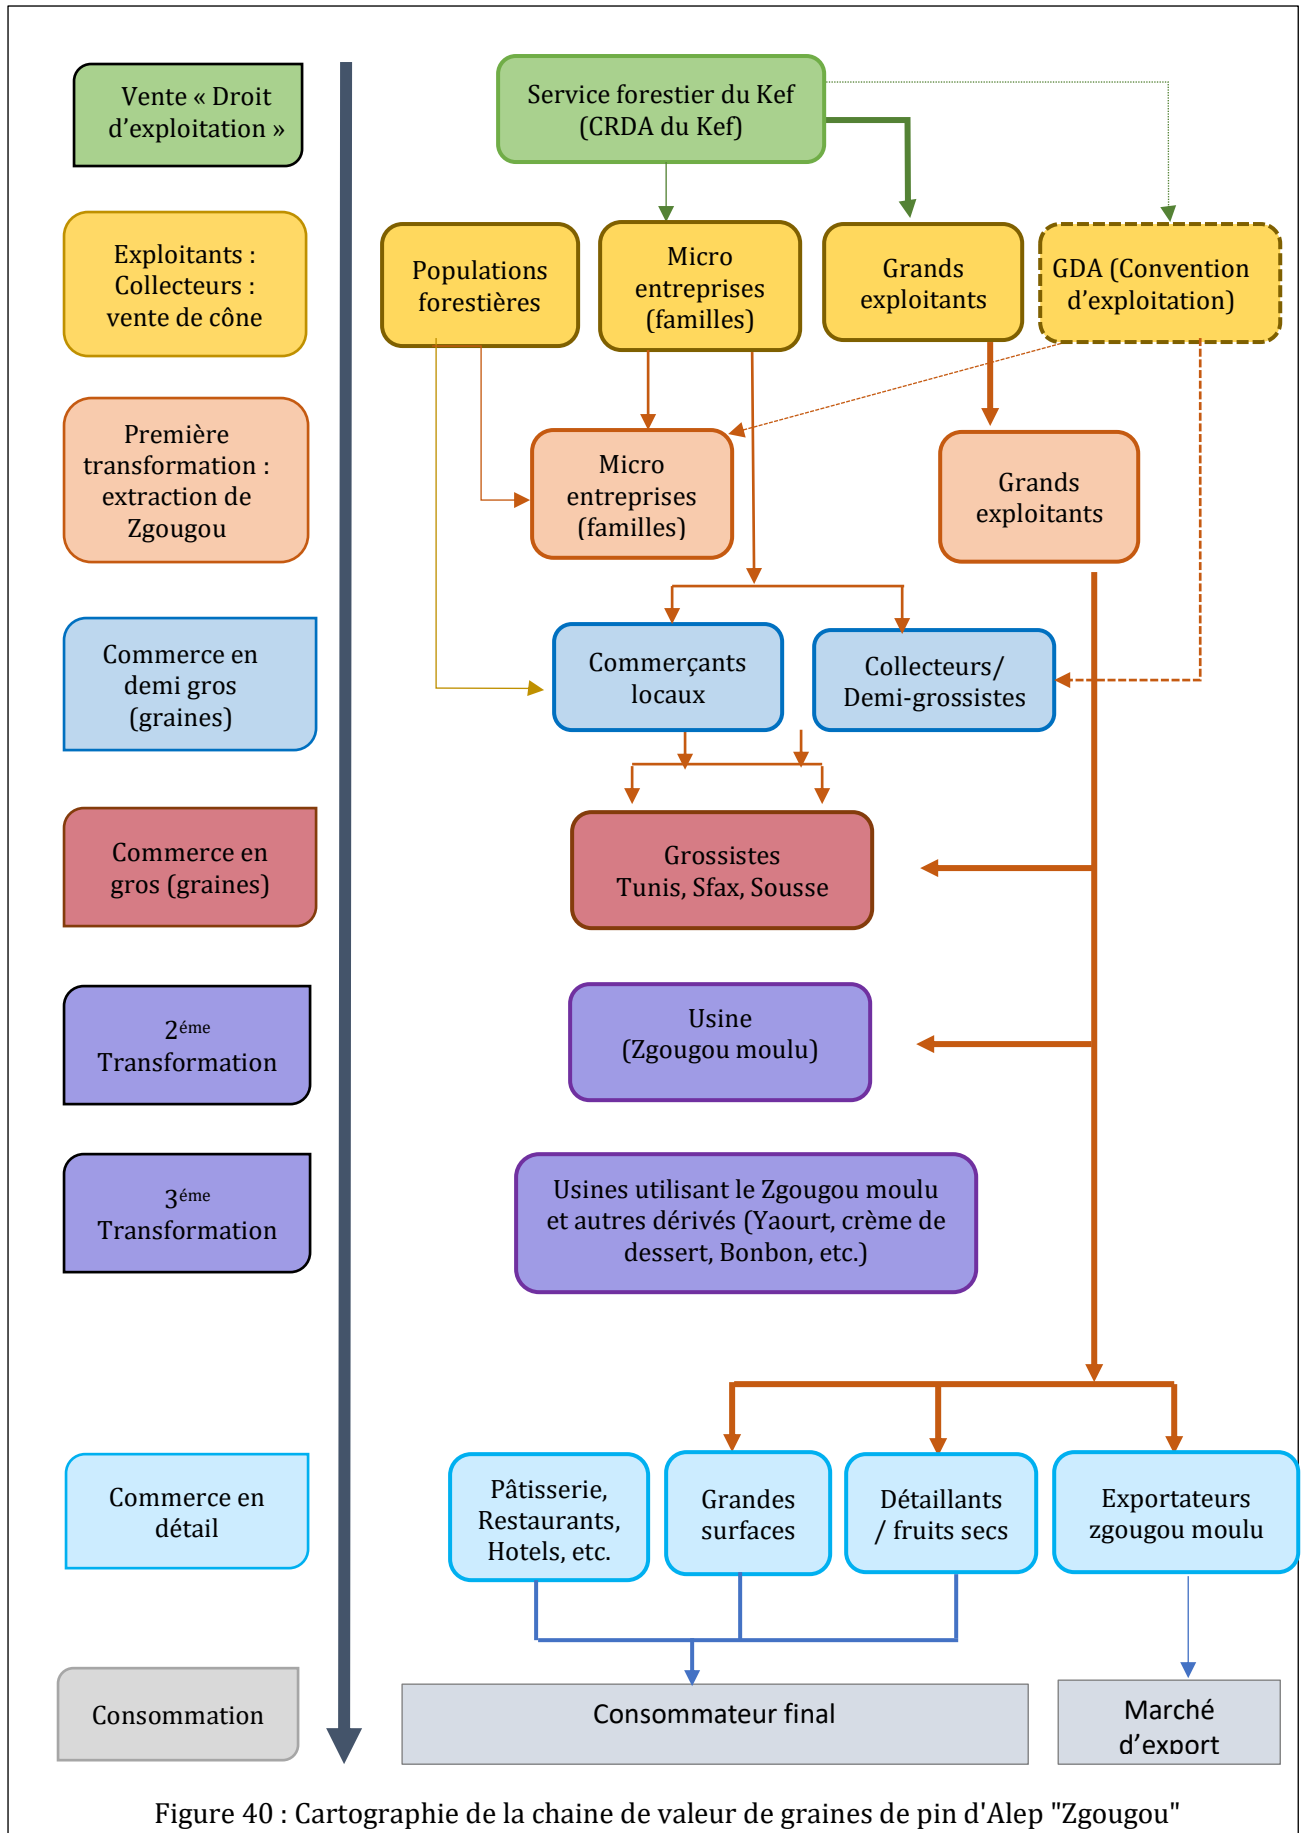 Vente « Droit
d’exploitation »
Service forestier du Kef
(CRDA du Kef)
Exploitants :
Collecteurs :
vente de cône
Populations
forestières
Micro
entreprises
(familles)
Grands
exploitants
GDA (Convention
d’exploitation)
Première
transformation :
extraction de
Zgougou
Micro
entreprises
(familles)
Grands
exploitants
Commerce en
demi gros
(graines)
Commerçants
locaux
Collecteurs/
Demi-grossistes
Commerce en
gros (graines)
Grossistes
Tunis, Sfax, Sousse
2éme
Transformation
Usine
(Zgougou moulu)
3éme
Transformation
Usines utilisant le Zgougou moulu
et autres dérivés (Yaourt, crème de
dessert, Bonbon, etc.)
Commerce en
détail
Pâtisserie,
Restaurants,
Hotels, etc.
Grandes
surfaces
Détaillants
/ fruits secs
Exportateurs
zgougou moulu
Consommation
Consommateur final
Marché
d’export
Figure 40 : Cartographie de la chaine de valeur de graines de pin d'Alep "Zgougou"